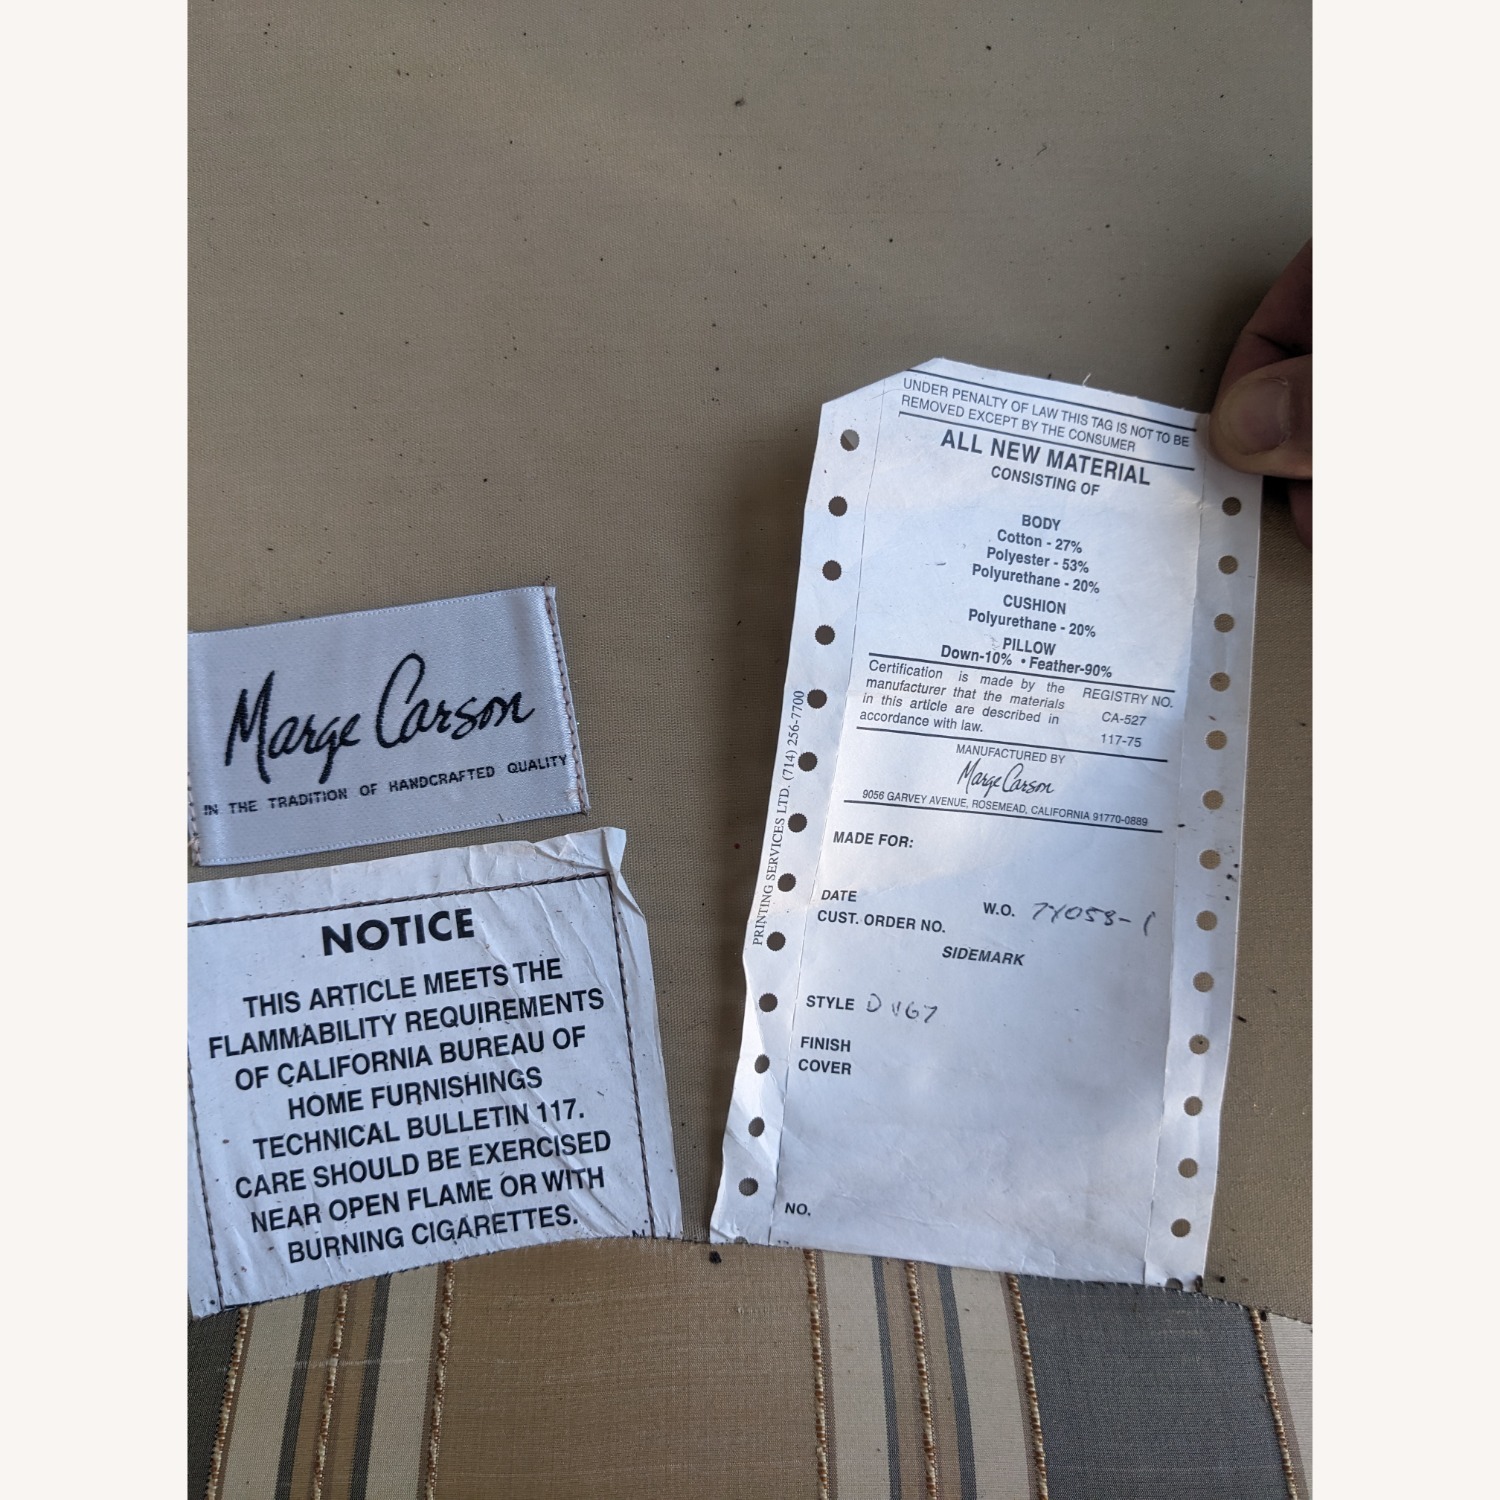 Marge Carson
IN THE TRADITION OF HANDCRAFTED QUALITY
NOTICE
THIS ARTICLE MEETS THE
FLAMMABILITY REQUIREMENTS
OF CALIFORNIA BUREAU OF
HOME FURNISHINGS
TECHNICAL BULLETIN 117.
CARE SHOULD BE EXERCISED
NEAR OPEN FLAME OR WITH
BURNING CIGARETTES.
UNDER PENALTY OF LAW THIS TAG IS NOT TO BE
REMOVED EXCEPT BY THE CONSUMER
ALL NEW MATERIAL
CONSISTING OF
BODY
Cotton - 27%
Polyester - 53%
Polyurethane - 20%
CUSHION
Polyurethane - 20%
PILLOW
Down-10% • Feather-90%
Certification is made by the
manufacturer that the materials
in this article are described in
accordance with law.
REGISTRY NO.
CA-527
117-75
MANUFACTURED BY
Marge Carson
9056 GARVEY AVENUE, ROSEMEAD, CALIFORNIA 91770-0889
MADE FOR:
DATE
W.O.
CUST. ORDER NO.
SIDEMARK
STYLE
FINISH
COVER
NO.
PRINTING SERVICES LTD. (714) 256-7700